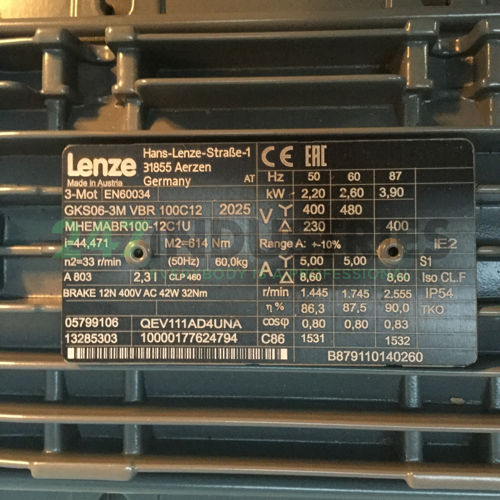 Lenze
Made in Austria
Hans-Lenze-Straße-1
31855 Aerzen
Germany
AT
CE EAC
3-Mot EN60034
GKS06-3M VBR 100C12 2025
MHEMABR100-12C1U
i=44,471 M2=614 Nm
n2=33 r/min (50Hz) 60,0kg
A 803 2,3 l CLP 460
BRAKE 12N 400V AC 42W 32Nm
05799106 QEV111AD4UNA
13285303 10000177624794 C86
Hz 50 60 87
kW 2,20 2,60 3,90
V Y 400 480
Δ 230 400
Range A: +-10% IE2
A Y 5,00 5,00 S1
Δ 8,60 8,60 Iso CL.F
r/min 1.445 1.745 2.555 IP54
η % 86,3 87,5 90,0 TKO
cosφ 0,80 0,80 0,83
1531 1532
B879110140260